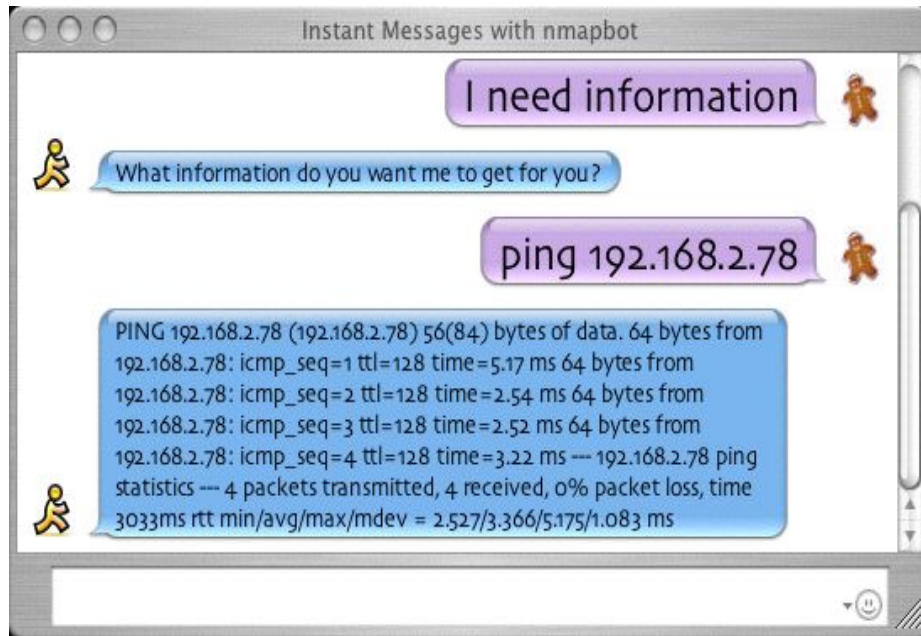 Instant Messages with nmapbot
I need information
What information do you want me to get for you?
ping 192.168.2.78
PING 192.168.2.78 (192.168.2.78) 56(84) bytes of data. 64 bytes from
192.168.2.78: icmp_seq=1 ttl=128 time=5.17 ms 64 bytes from
192.168.2.78: icmp_seq=2 ttl=128 time=2.54 ms 64 bytes from
192.168.2.78: icmp_seq=3 ttl=128 time=2.52 ms 64 bytes from
192.168.2.78: icmp_seq=4 ttl=128 time=3.22 ms --- 192.168.2.78 ping
statistics --- 4 packets transmitted, 4 received, 0% packet loss, time
3033ms rtt min/avg/max/mdev = 2.527/3.366/5.175/1.083 ms